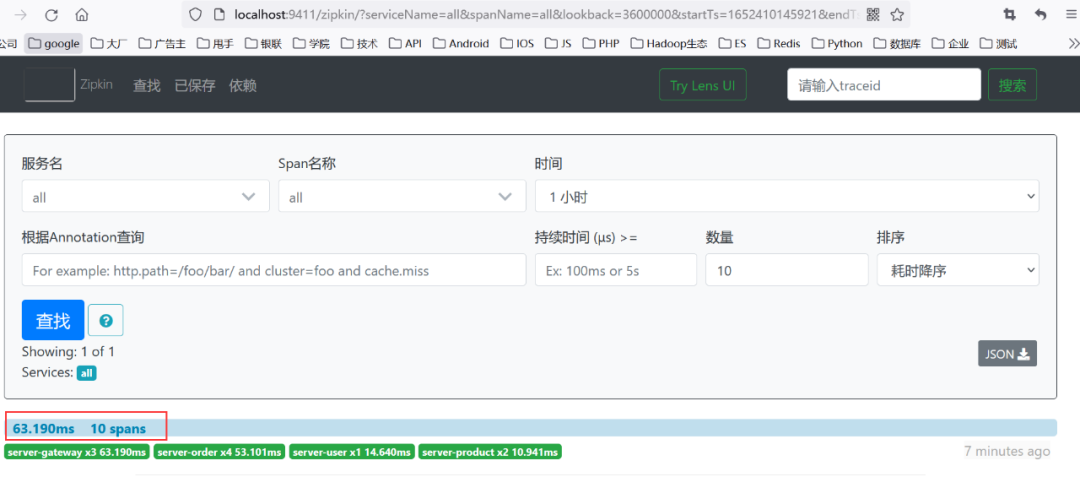 localhost:9411/zipkin/?serviceName=all&spanName=all&lookback=3600000&startTs=1652410145921&endT
公司 google 大厂 广告主 甩手 银联 学院 技术 API Android IOS JS PHP Hadoop生态 ES Redis Python 数据库 企业 测试
Zipkin 查找 已保存 依赖 Try Lens UI 请输入traceid 搜索
服务名 Span名称 时间
all all 1 小时
根据Annotation查询 持续时间 (μs) >= 数量 排序
For example: http.path=/foo/bar/ and cluster=foo and cache.miss Ex: 100ms or 5s 10 耗时降序
查找
Showing: 1 of 1
JSON
Services: all
63.190ms 10 spans
server-gateway x3 63.190ms server-order x4 53.101ms server-user x1 14.640ms server-product x2 10.941ms 7 minutes ago